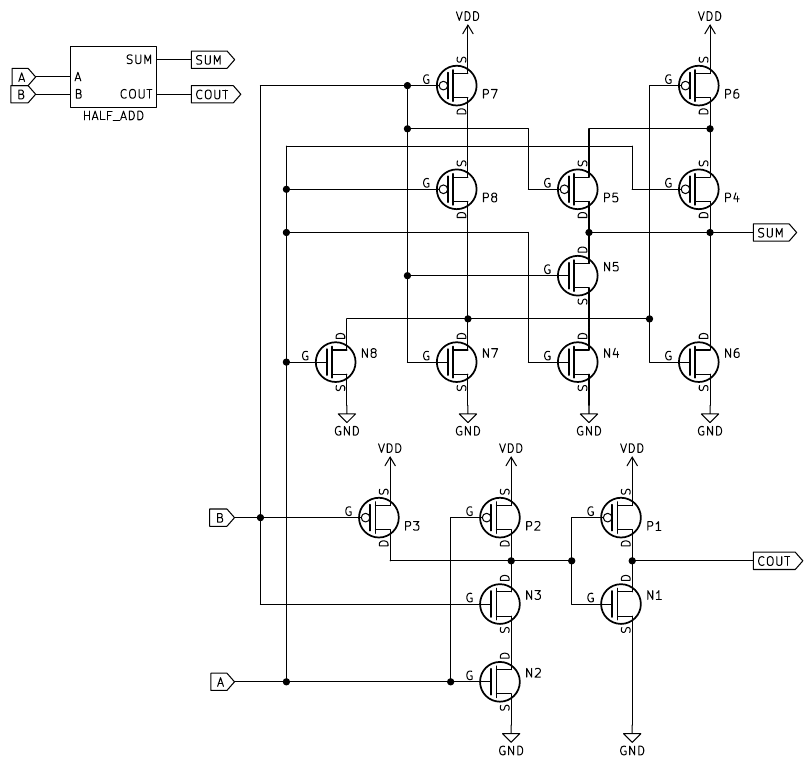 VDD VDD
SUM SUM
A A
B B COUT COUT
HALF_ADD
S S
G P7 G P6
D D
S S S
G P8 G P5 G P4
D D D
SUM
D
G N5
S
D D D D
G N8 G N7 G N4 G N6
S S S S
GND GND GND GND
VDD VDD VDD
S S S
B G P3 G P2 G P1
D D D
COUT
D D
G N3 G N1
S S
D
A G N2
S
GND GND